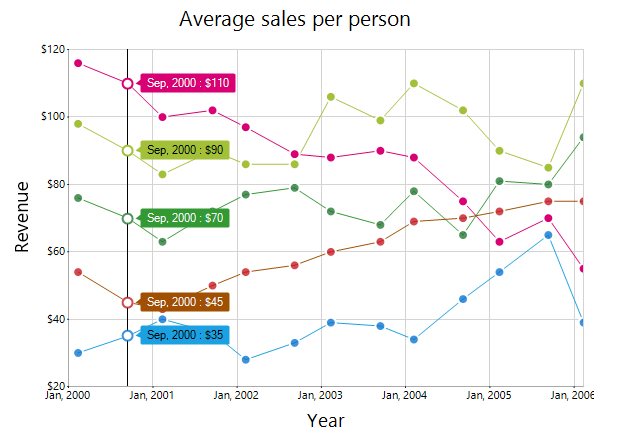 Average sales per person
$120
Sep, 2000 : $110
$100
Sep, 2000 : $90
$80
Sep, 2000 : $70
Revenue
$60
Sep, 2000 : $45
$40
Sep, 2000 : $35
$20
Jan, 2000 Jan, 2001 Jan, 2002 Jan, 2003 Jan, 2004 Jan, 2005 Jan, 2006
Year